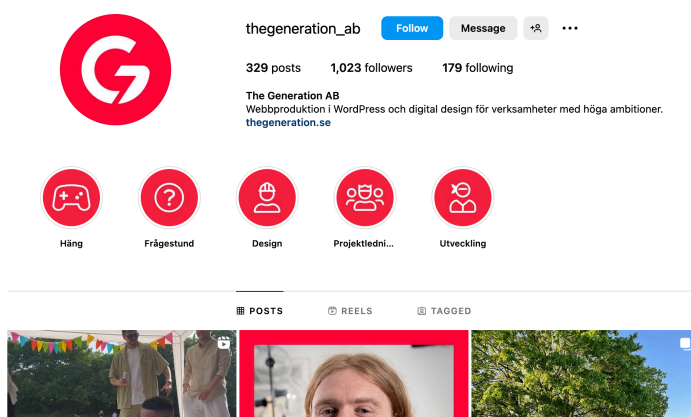 thegeneration_ab Follow Message
329 posts 1,023 followers 179 following
The Generation AB
Webbproduktion i WordPress och digital design för verksamheter med höga ambitioner.
thegeneration.se
Häng Frågestund Design Projektledni... Utveckling
POSTS REELS TAGGED